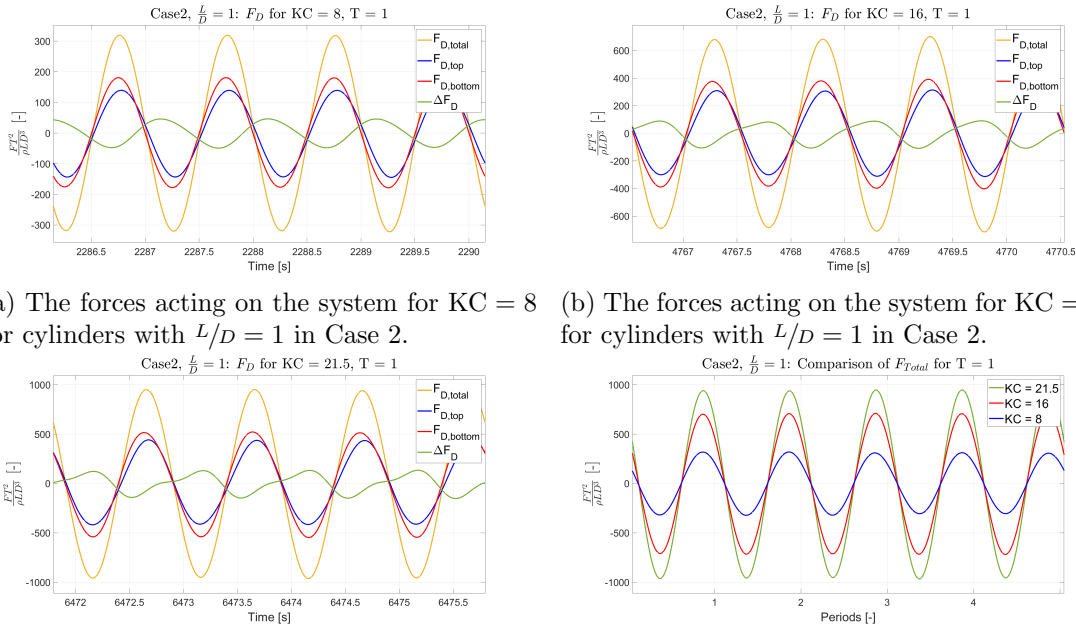 Case2, L/D = 1: F_D for KC = 8, T = 1
FT²/ρLD³ [-]
300
200
100
0
-100
-200
-300
F_D,total
F_D,top
F_D,bottom
ΔF_D
2286.5
2287
2287.5
2288
2288.5
2289
2289.5
2290
Time [s]
Case2, L/D = 1: F_D for KC = 16, T = 1
FT²/ρLD³ [-]
600
400
200
0
-200
-400
-600
F_D,total
F_D,top
F_D,bottom
ΔF_D
4767
4767.5
4768
4768.5
4769
4769.5
4770
4770.5
Time [s]
) The forces acting on the system for KC = 8
r cylinders with L/D = 1 in Case 2.
(b) The forces acting on the system for KC =
for cylinders with L/D = 1 in Case 2.
Case2, L/D = 1: F_D for KC = 21.5, T = 1
FT²/ρLD³ [-]
1000
500
0
-500
-1000
F_D,total
F_D,top
F_D,bottom
ΔF_D
6472
6472.5
6473
6473.5
6474
6474.5
6475
6475.5
Time [s]
Case2, L/D = 1: Comparison of F_Total for T = 1
FT²/ρLD³ [-]
1000
500
0
-500
-1000
KC = 21.5
KC = 16
KC = 8
1
2
3
4
Periods [-]